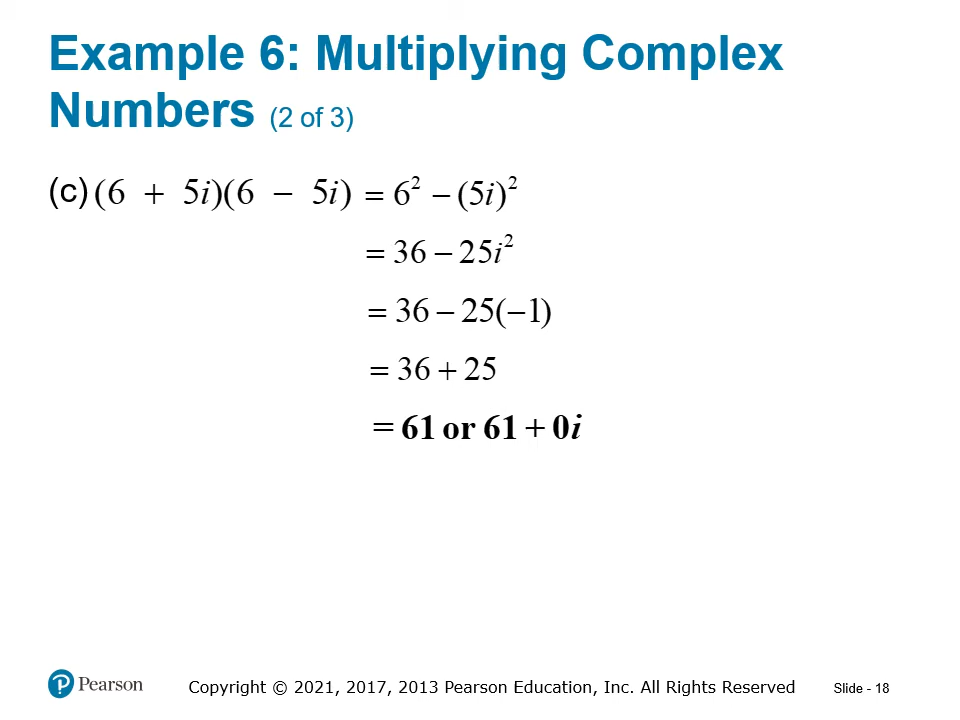 Example 6: Multiplying Complex
Numbers (2 of 3)
(c) (6 + 5i)(6 − 5i) = 6² − (5i)²
= 36 − 25i²
= 36 − 25(−1)
= 36 + 25
= 61 or 61 + 0i
Pearson
Copyright © 2021, 2017, 2013 Pearson Education, Inc. All Rights Reserved
Slide - 18